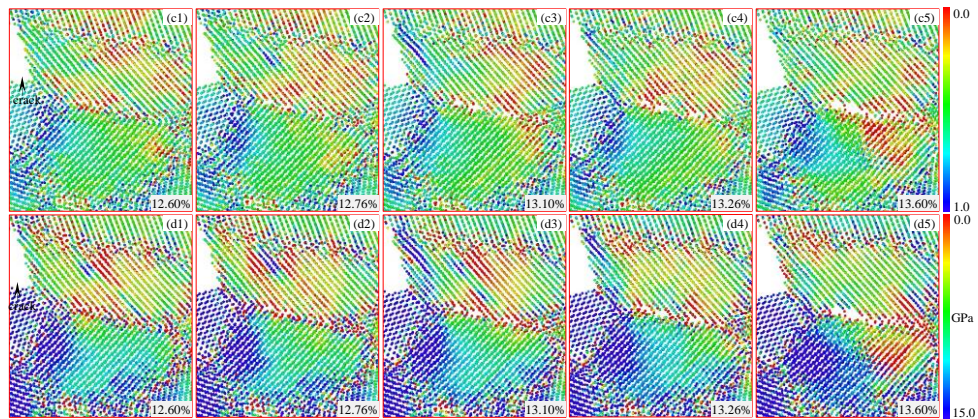 (c1) (c2) (c3) (c4) (c5) 0.0
crack
12.60% 12.76% 13.10% 13.26% 13.60% 1.0
(d1) (d2) (d3) (d4) (d5) 0.0
crack
GPa
12.60% 12.76% 13.10% 13.26% 13.60% 15.0